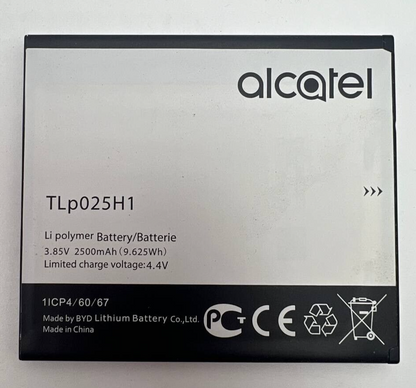 alcatel
TLp025H1
Li polymer Battery/Batterie
3.85V 2500mAh (9.625Wh)
Limited charge voltage:4.4V
1ICP4/60/67
Made by BYD Lithium Battery Co.,Ltd.
Made in China